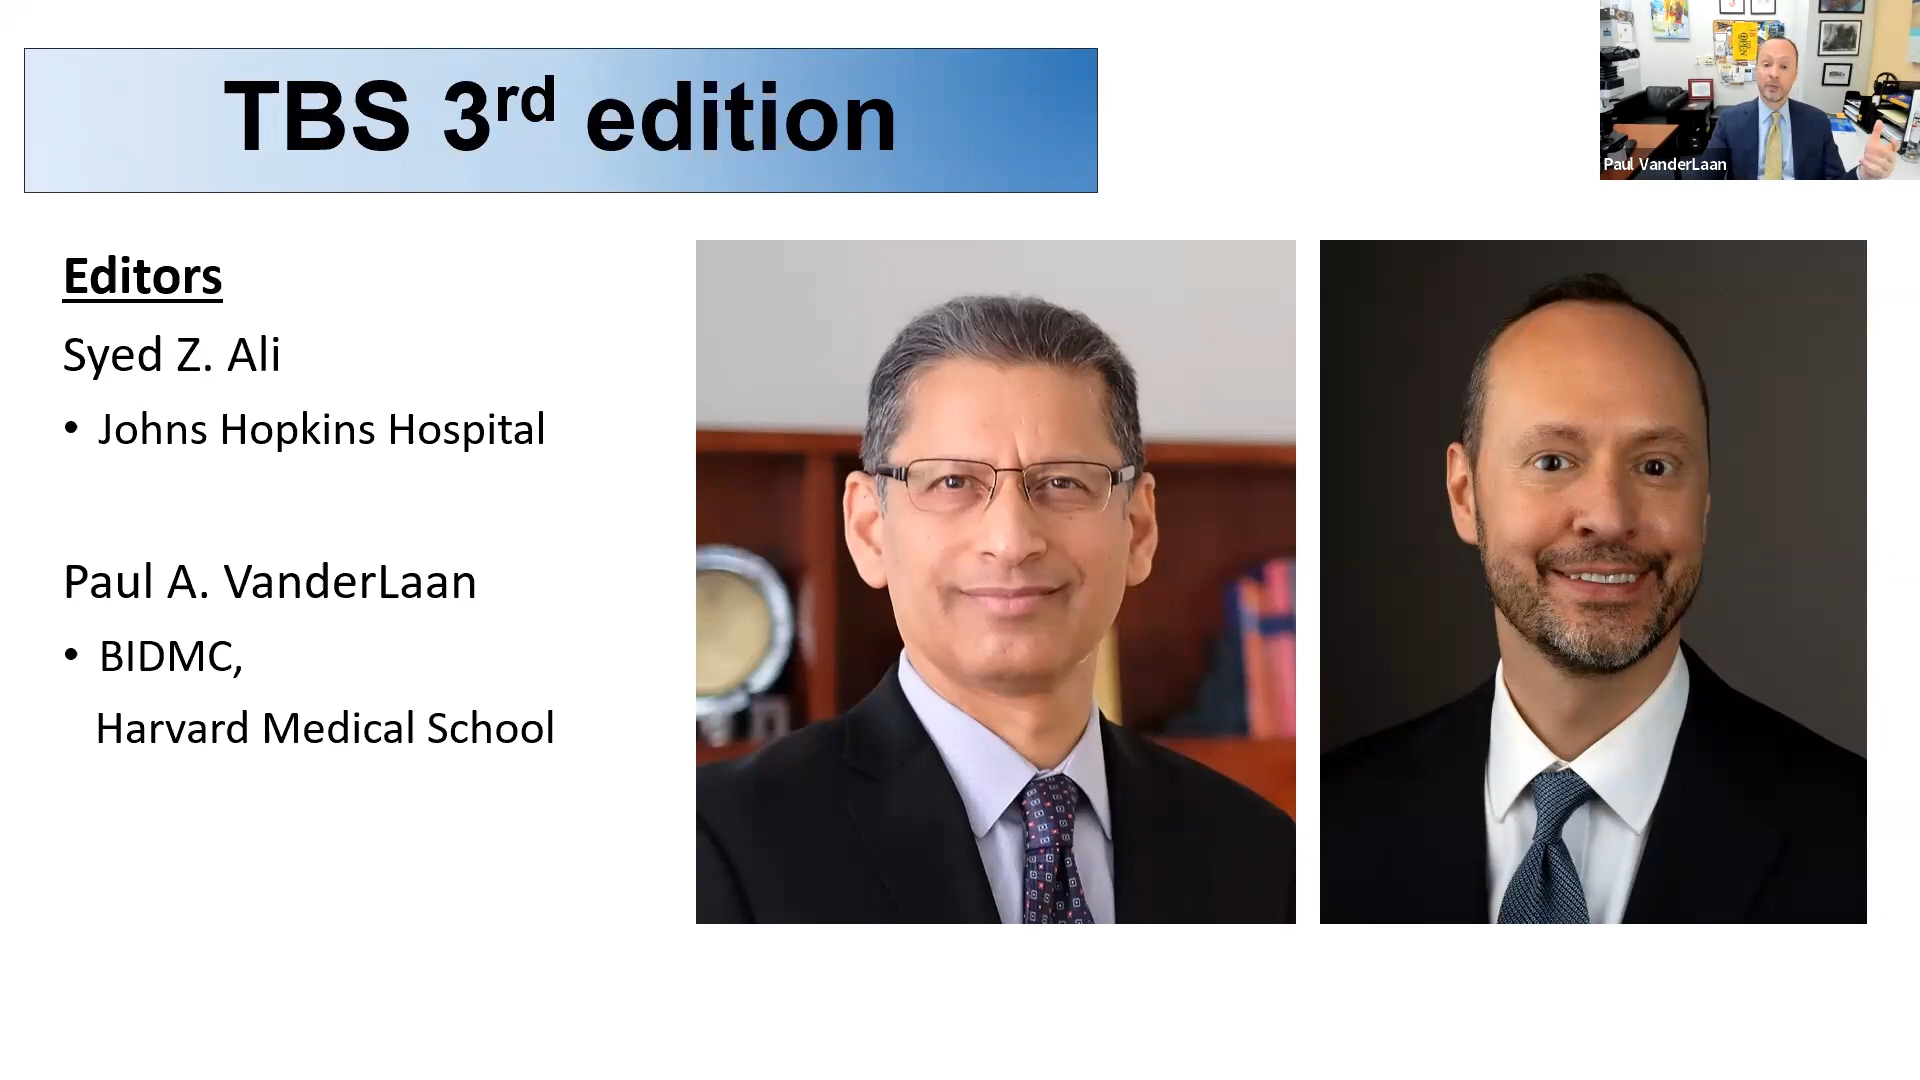 TBS 3rd edition
Paul VanderLaan
Editors
Syed Z. Ali
• Johns Hopkins Hospital
Paul A. VanderLaan
• BIDMC,
Harvard Medical School